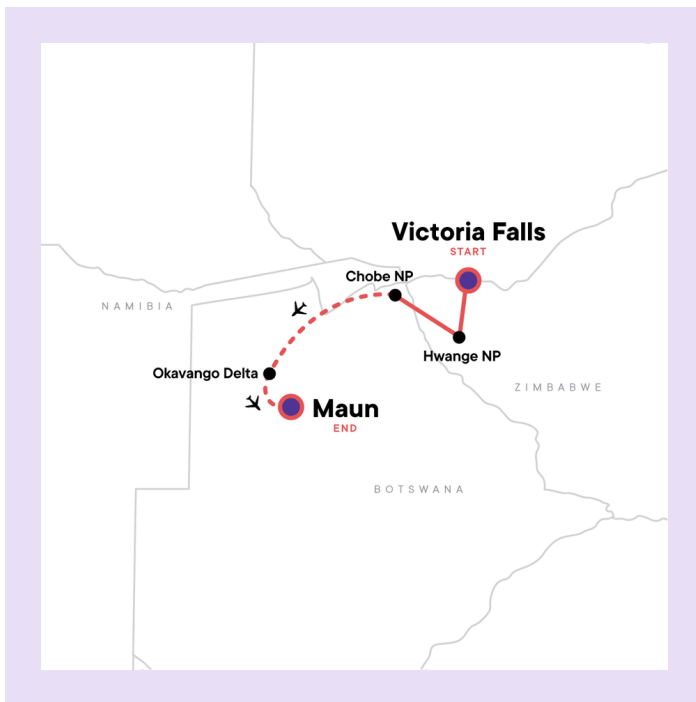 Victoria Falls
START
Chobe NP
NAMIBIA
Hwange NP
Okavango Delta
ZIMBABWE
Maun
END
BOTSWANA